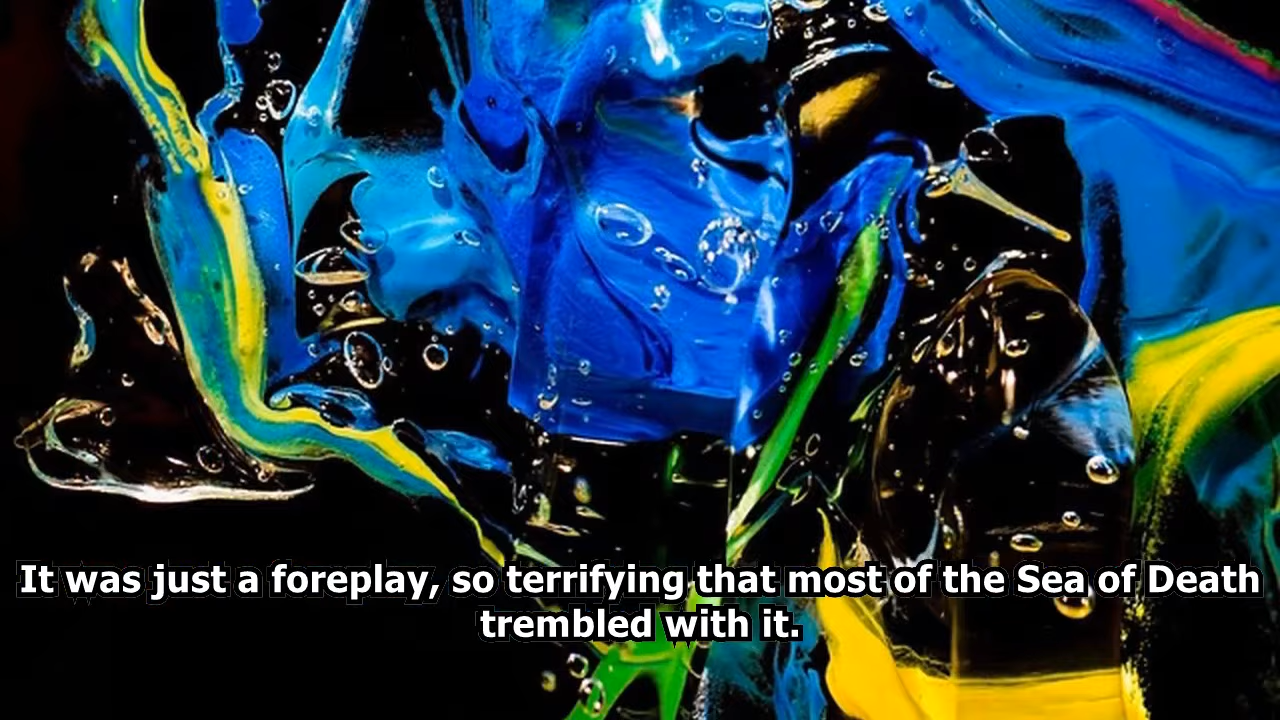 It was just a foreplay, so terrifying that most of the Sea of Death
trembled with it.